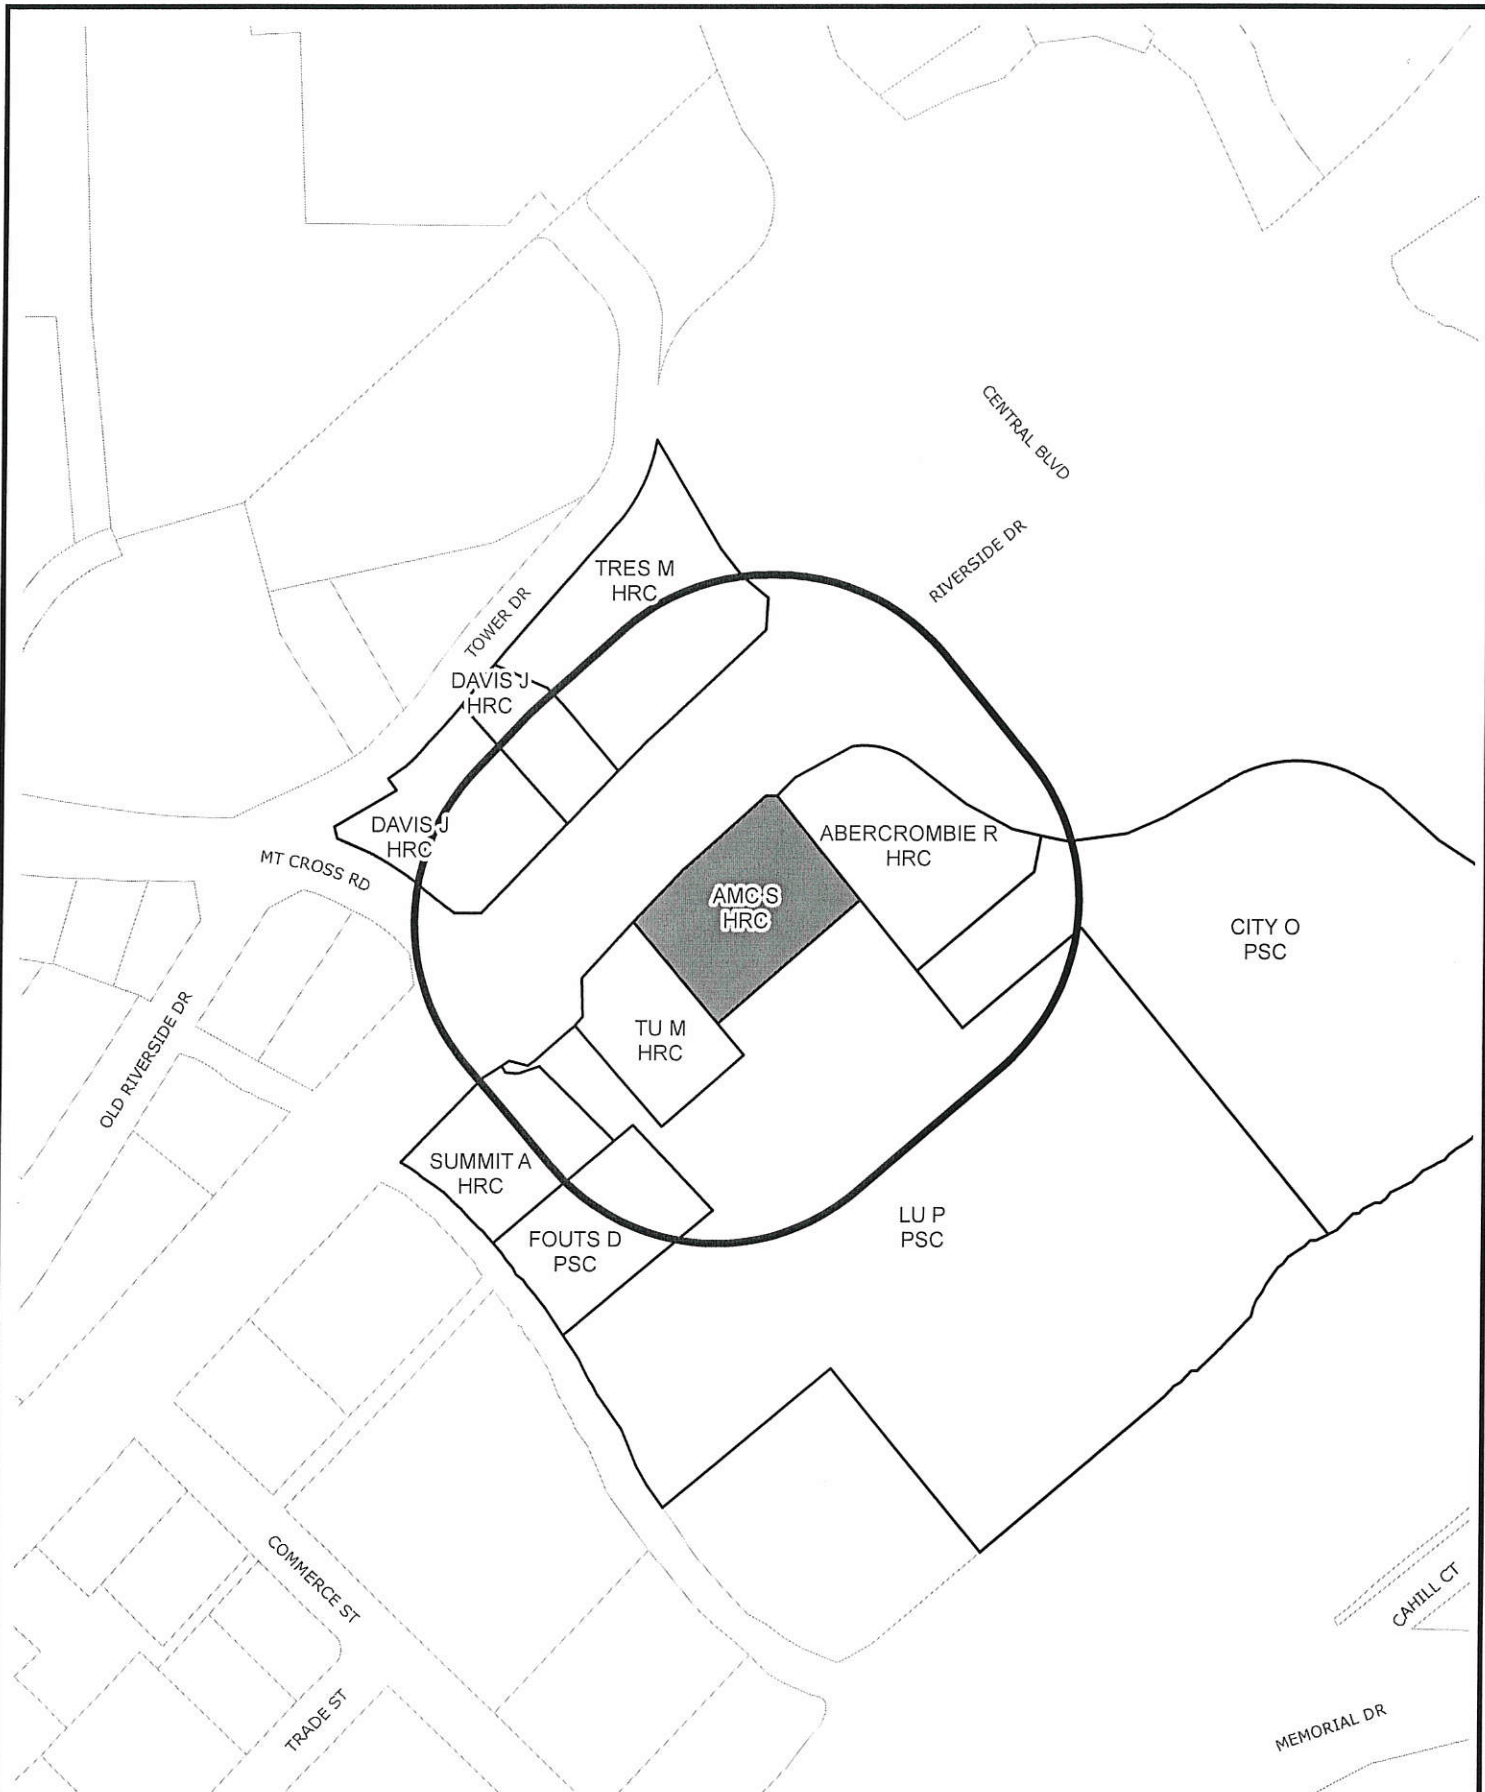 CENTRAL BLVD
RIVERSIDE DR
TRES M
HRC
TOWER DR
DAVIS J
HRC
DAVIS J
HRC
MT CROSS RD
ABERCROMBIE R
HRC
AMC S
HRC
CITY O
PSC
TU M
HRC
OLD RIVERSIDE DR
SUMMIT A
HRC
LU P
PSC
FOUTS D
PSC
COMMERCE ST
CAHILL CT
TRADE ST
MEMORIAL DR